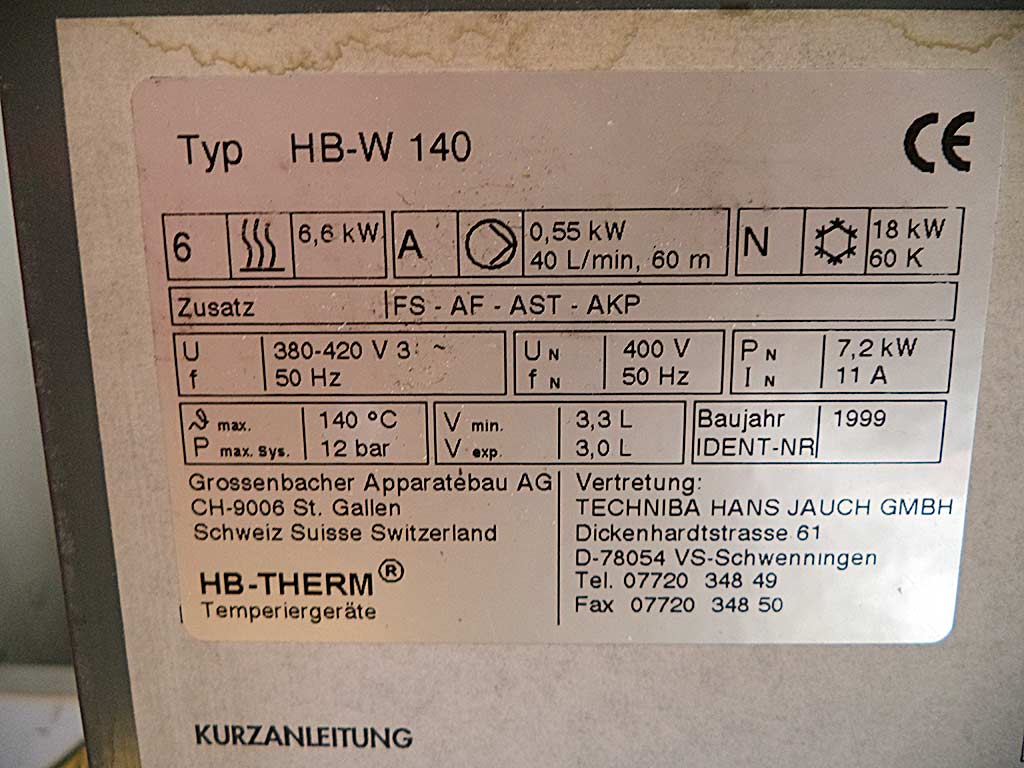 Typ HB-W 140 CE
6 6,6 kW A 0,55 kW N 18 kW
40 L/min, 60 m 60 K
Zusatz FS - AF - AST - AKP
U 380-420 V 3 ~ U N 400 V P N 7,2 kW
f 50 Hz f N 50 Hz I N 11 A
ϑ max. 140 °C V min. 3,3 L Baujahr 1999
P max. Sys. 12 bar V exp. 3,0 L IDENT-NR
Grossenbacher Apparatebau AG
CH-9006 St. Gallen
Schweiz Suisse Switzerland
HB-THERM®
Temperiergeräte
Vertretung:
TECHNIBA HANS JAUCH GMBH
Dickenhardtstrasse 61
D-78054 VS-Schwenningen
Tel. 07720 348 49
Fax 07720 348 50
KURZANLEITUNG